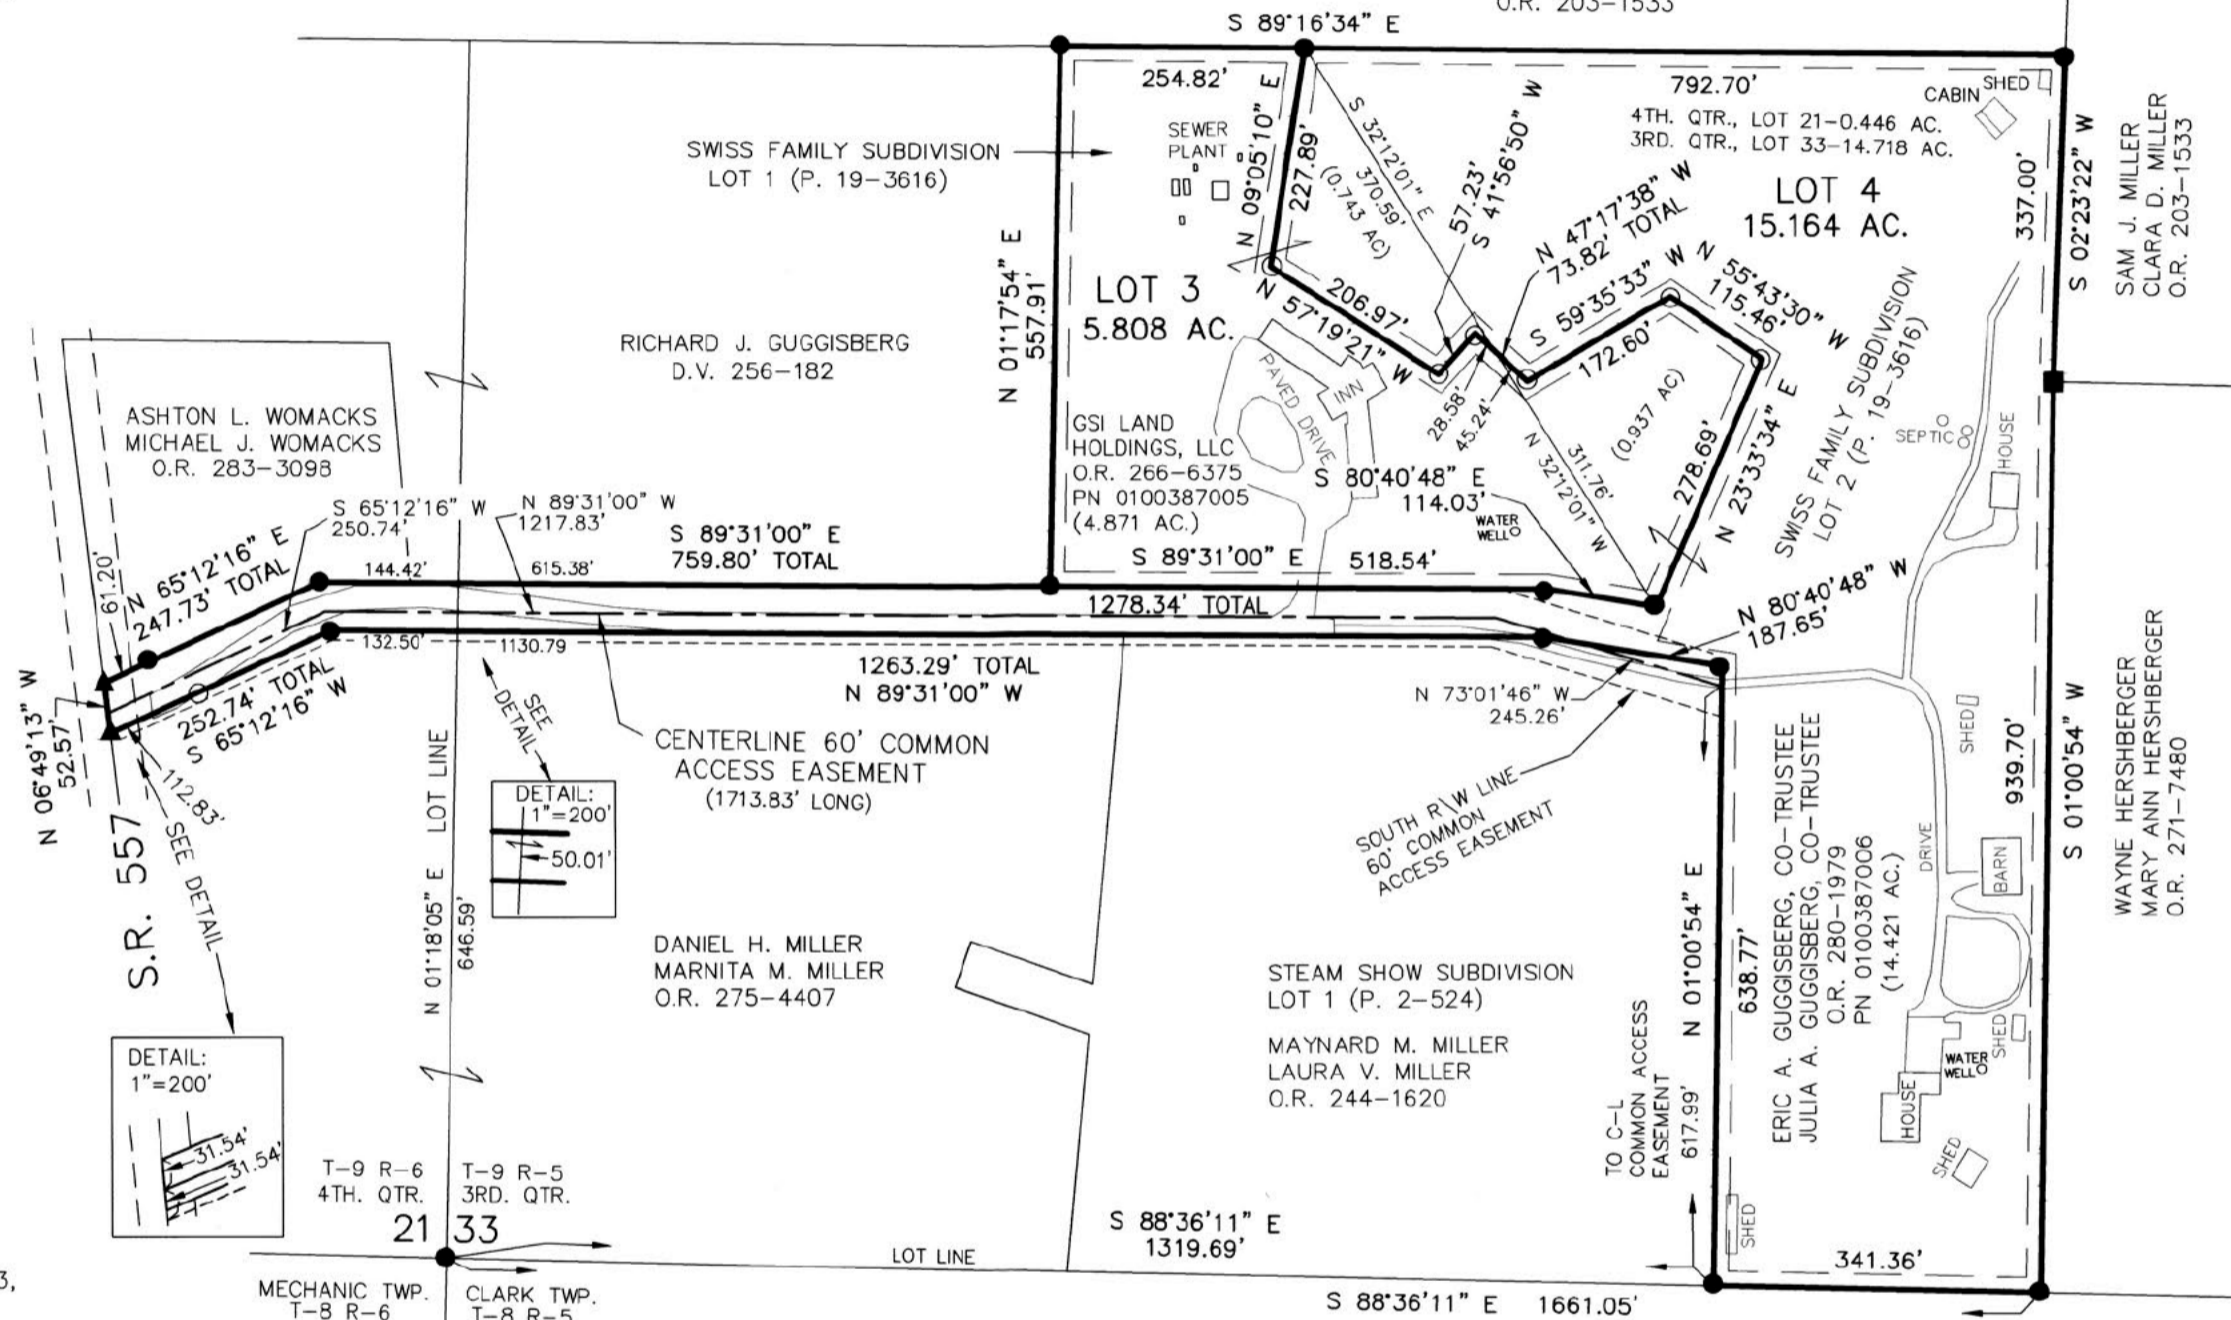 O.R. 203-1533
S 89°16'34" E
254.82'
792.70'
CABIN
SHED
4TH. QTR., LOT 21-0.446 AC.
3RD. QTR., LOT 33-14.718 AC.
LOT 4
15.164 AC.
337.00'
S 02°23'22" W
SAM J. MILLER
CLARA D. MILLER
O.R. 203-1533
SWISS FAMILY SUBDIVISION
LOT 1 (P. 19-3616)
SEWER
PLANT
N 09°05'10" E
227.89'
S 32°12'01" E
370.59'
(0.743 AC)
57.23'
S 41°56'50" W
N 47°17'38" W
73.82' TOTAL
S 59°35'33" W
172.60'
N 55°43'30" W
115.46'
N 01°17'54" E
557.91'
LOT 3
5.808 AC.
206.97'
N 57°19'21" W
28.58'
45.24'
INN
PAVED DRIVE
(0.937 AC)
278.69'
N 23°33'34" E
311.76'
N 32°12'01" W
SWISS FAMILY SUBDIVISION
LOT 2 (P. 19-3616)
SEPTIC
HOUSE
RICHARD J. GUGGISBERG
D.V. 256-182
ASHTON L. WOMACKS
MICHAEL J. WOMACKS
O.R. 283-3098
GSI LAND
HOLDINGS, LLC
O.R. 266-6375
PN 0100387005
(4.871 AC.)
S 80°40'48" E
114.03'
WATER
WELL
S 65°12'16" W
250.74'
N 89°31'00" W
1217.83'
S 89°31'00" E
759.80' TOTAL
S 89°31'00" E
518.54'
61.20'
N 65°12'16" E
247.73' TOTAL
144.42'
615.38'
1278.34' TOTAL
N 80°40'48" W
187.65'
132.50'
1130.79
1263.29' TOTAL
N 89°31'00" W
N 06°49'13" W
52.57'
252.74' TOTAL
S 65°12'16" W
112.83'
S.R. 557
SEE DETAIL
SEE
DETAIL
CENTERLINE 60' COMMON
ACCESS EASEMENT
(1713.83' LONG)
N 73°01'46" W
245.26'
SOUTH R\W LINE
60' COMMON
ACCESS EASEMENT
DETAIL:
1"=200'
50.01'
LOT LINE
N 01°18'05" E
646.59'
DANIEL H. MILLER
MARNITA M. MILLER
O.R. 275-4407
STEAM SHOW SUBDIVISION
LOT 1 (P. 2-524)
MAYNARD M. MILLER
LAURA V. MILLER
O.R. 244-1620
TO C-L
COMMON ACCESS
EASEMENT
617.99'
N 01°00'54" E
638.77'
ERIC A. GUGGISBERG, CO-TRUSTEE
JULIA A. GUGGISBERG, CO-TRUSTEE
O.R. 280-1979
PN 0100387006
(14.421 AC.)
SHED
DRIVE
BARN
939.70'
S 01°00'54" W
WAYNE HERSHBERGER
MARY ANN HERSHBERGER
O.R. 271-7480
SHED
WATER
WELL
HOUSE
SHED
SHED
DETAIL:
1"=200'
31.54'
31.54'
T-9 R-6
4TH. QTR.
21
T-9 R-5
3RD. QTR.
33
S 88°36'11" E
1319.69'
LOT LINE
341.36'
3,
MECHANIC TWP.
T-8 R-6
CLARK TWP.
T-8 R-5
S 88°36'11" E 1661.05'